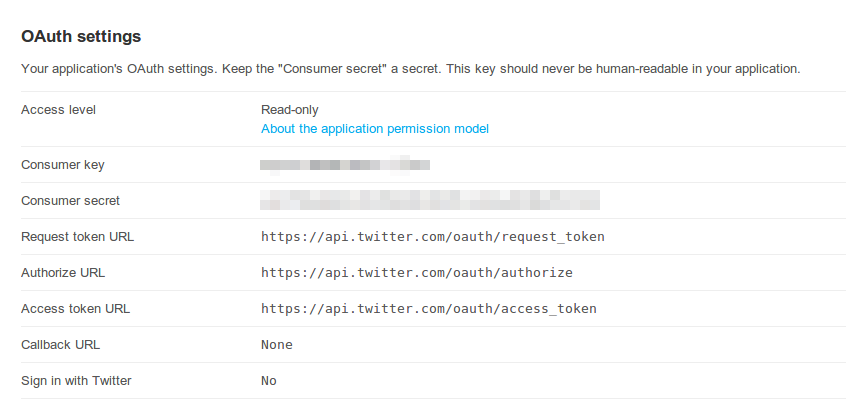 OAuth settings
Your application's OAuth settings. Keep the "Consumer secret" a secret. This key should never be human-readable in your application.
Access level Read-only
About the application permission model
Consumer key
Consumer secret
Request token URL https://api.twitter.com/oauth/request_token
Authorize URL https://api.twitter.com/oauth/authorize
Access token URL https://api.twitter.com/oauth/access_token
Callback URL None
Sign in with Twitter No